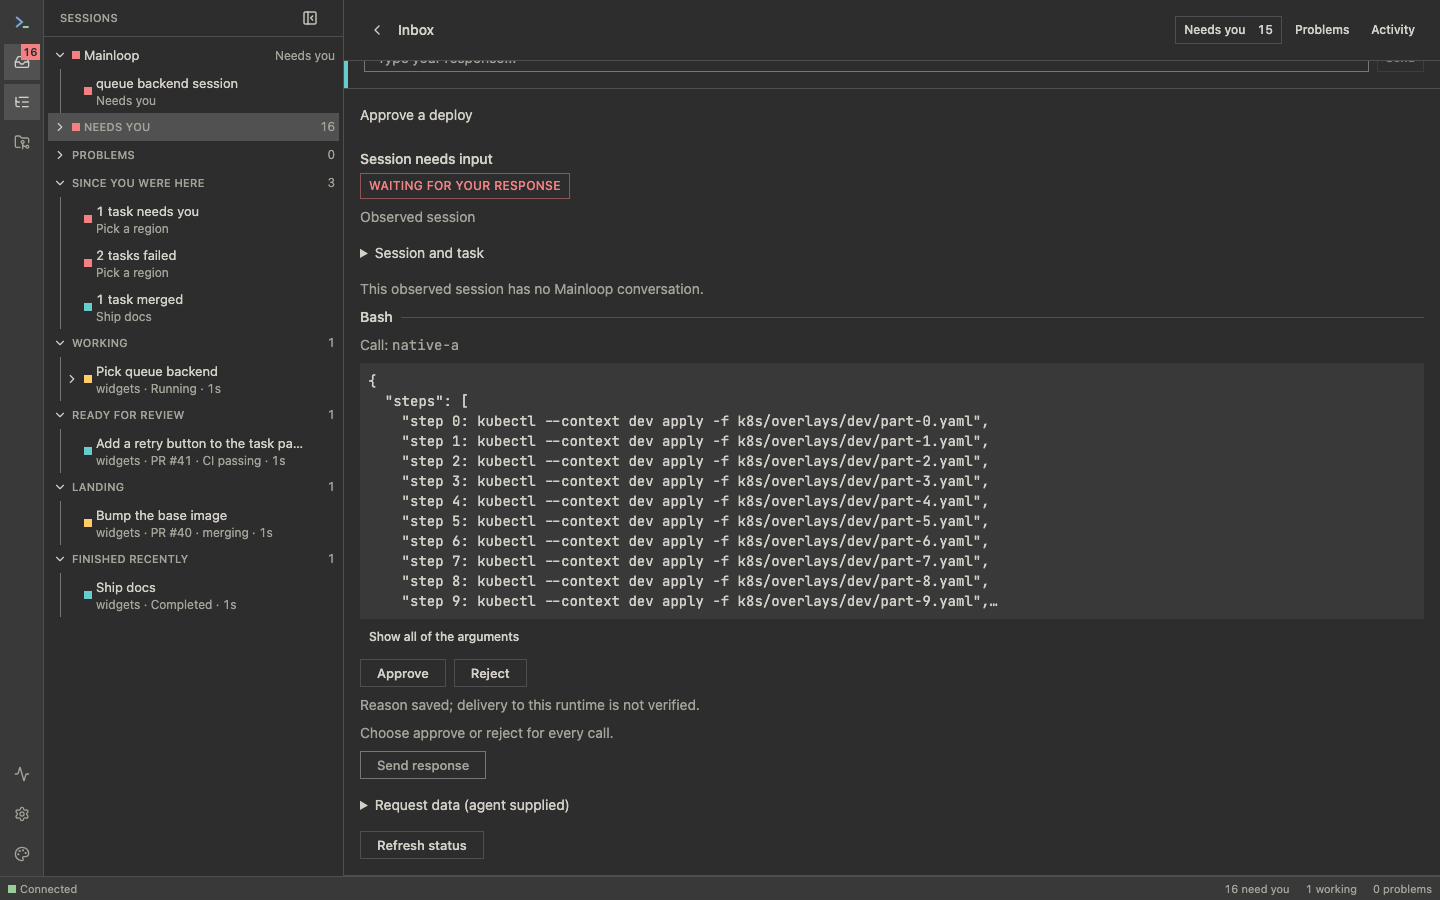 SESSIONS
16
Mainloop
Needs you
queue backend session
Needs you
NEEDS YOU
16
PROBLEMS
0
SINCE YOU WERE HERE
3
1 task needs you
Pick a region
2 tasks failed
Pick a region
1 task merged
Ship docs
WORKING
1
Pick queue backend
widgets · Running · 1s
READY FOR REVIEW
1
Add a retry button to the task pa...
widgets · PR #41 · CI passing · 1s
LANDING
1
Bump the base image
widgets · PR #40 · merging · 1s
FINISHED RECENTLY
1
Ship docs
widgets · Completed · 1s
Inbox
Needs you 15
Problems
Activity
Type your response...
Approve a deploy
Session needs input
WAITING FOR YOUR RESPONSE
Observed session
Session and task
This observed session has no Mainloop conversation.
Bash
Call: native-a
{
"steps": [
"step 0: kubectl --context dev apply -f k8s/overlays/dev/part-0.yaml",
"step 1: kubectl --context dev apply -f k8s/overlays/dev/part-1.yaml",
"step 2: kubectl --context dev apply -f k8s/overlays/dev/part-2.yaml",
"step 3: kubectl --context dev apply -f k8s/overlays/dev/part-3.yaml",
"step 4: kubectl --context dev apply -f k8s/overlays/dev/part-4.yaml",
"step 5: kubectl --context dev apply -f k8s/overlays/dev/part-5.yaml",
"step 6: kubectl --context dev apply -f k8s/overlays/dev/part-6.yaml",
"step 7: kubectl --context dev apply -f k8s/overlays/dev/part-7.yaml",
"step 8: kubectl --context dev apply -f k8s/overlays/dev/part-8.yaml",
"step 9: kubectl --context dev apply -f k8s/overlays/dev/part-9.yaml",…
Show all of the arguments
Approve
Reject
Reason saved; delivery to this runtime is not verified.
Choose approve or reject for every call.
Send response
Request data (agent supplied)
Refresh status
Connected
16 need you
1 working
0 problems